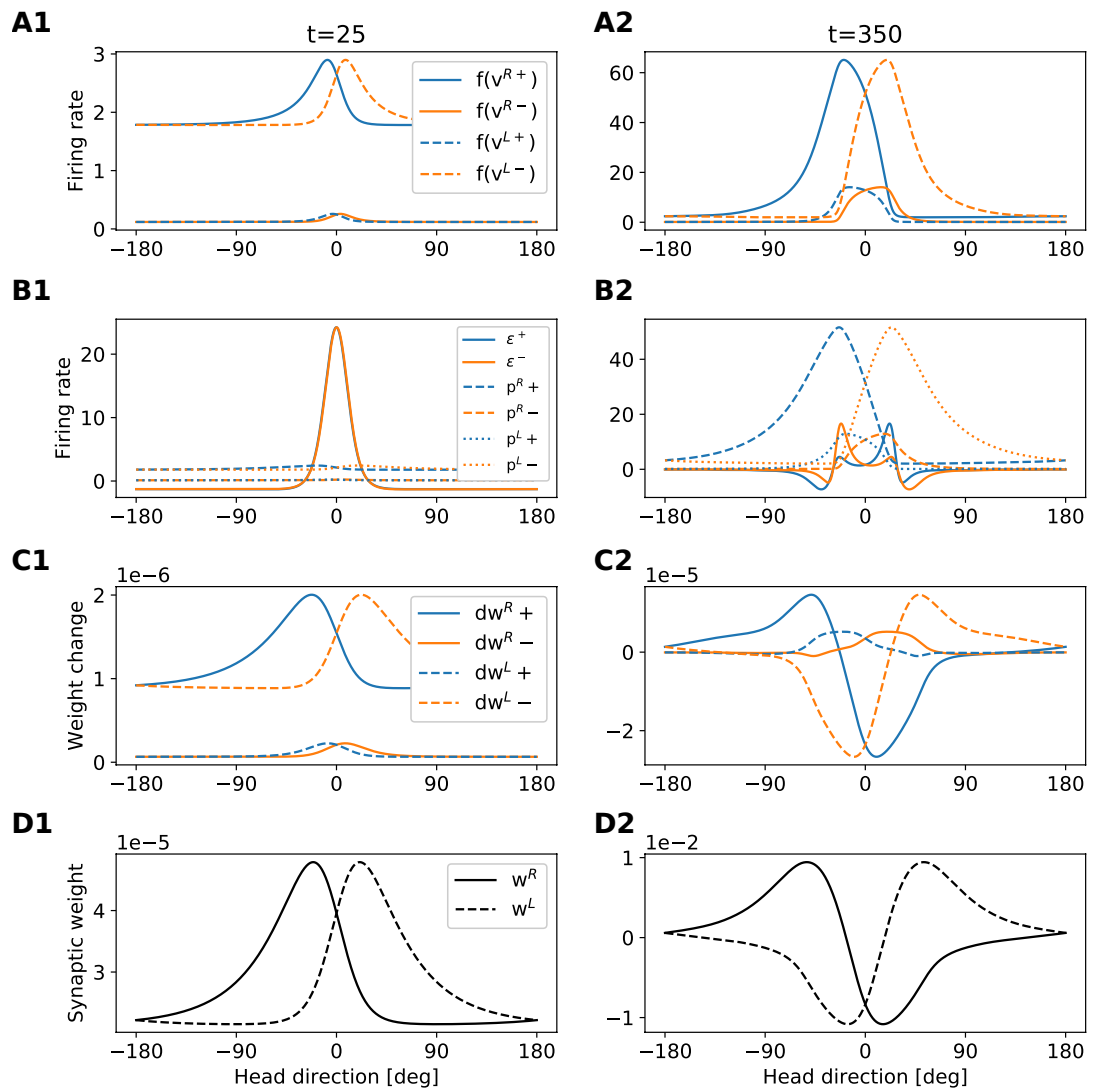 A1
t=25
Firing rate
3
2
1
0
f(v^{R+})
f(v^{R−})
f(v^{L+})
f(v^{L−})
−180 −90 0 90 180
A2
t=350
60
40
20
0
−180 −90 0 90 180
B1
Firing rate
20
10
0
ε^+
ε^−
p^R +
p^R −
p^L +
p^L −
−180 −90 0 90 180
B2
40
20
0
−180 −90 0 90 180
C1
1e−6
Weight change
2
1
0
dw^R +
dw^R −
dw^L +
dw^L −
−180 −90 0 90 180
C2
1e−5
0
−2
−180 −90 0 90 180
D1
1e−5
Synaptic weight
4
3
w^R
w^L
−180 −90 0 90 180
Head direction [deg]
D2
1e−2
1
0
−1
−180 −90 0 90 180
Head direction [deg]